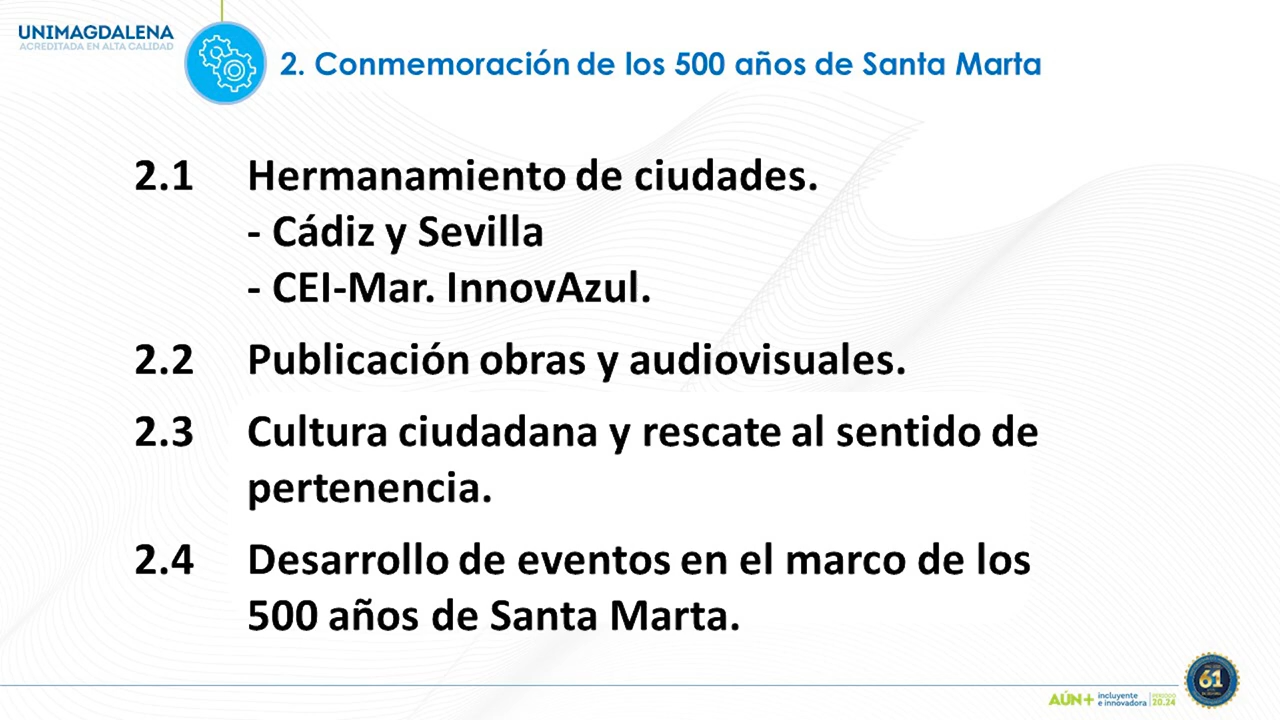 UNIMAGDALENA
ACREDITADA EN ALTA CALIDAD
2. Conmemoración de los 500 años de Santa Marta
2.1 Hermanamiento de ciudades.
- Cádiz y Sevilla
- CEI-Mar. InnovAzul.
2.2 Publicación obras y audiovisuales.
2.3 Cultura ciudadana y rescate al sentido de
pertenencia.
2.4 Desarrollo de eventos en el marco de los
500 años de Santa Marta.
AÚN+ incluyente
e innovadora
PERIODO
20.24
61